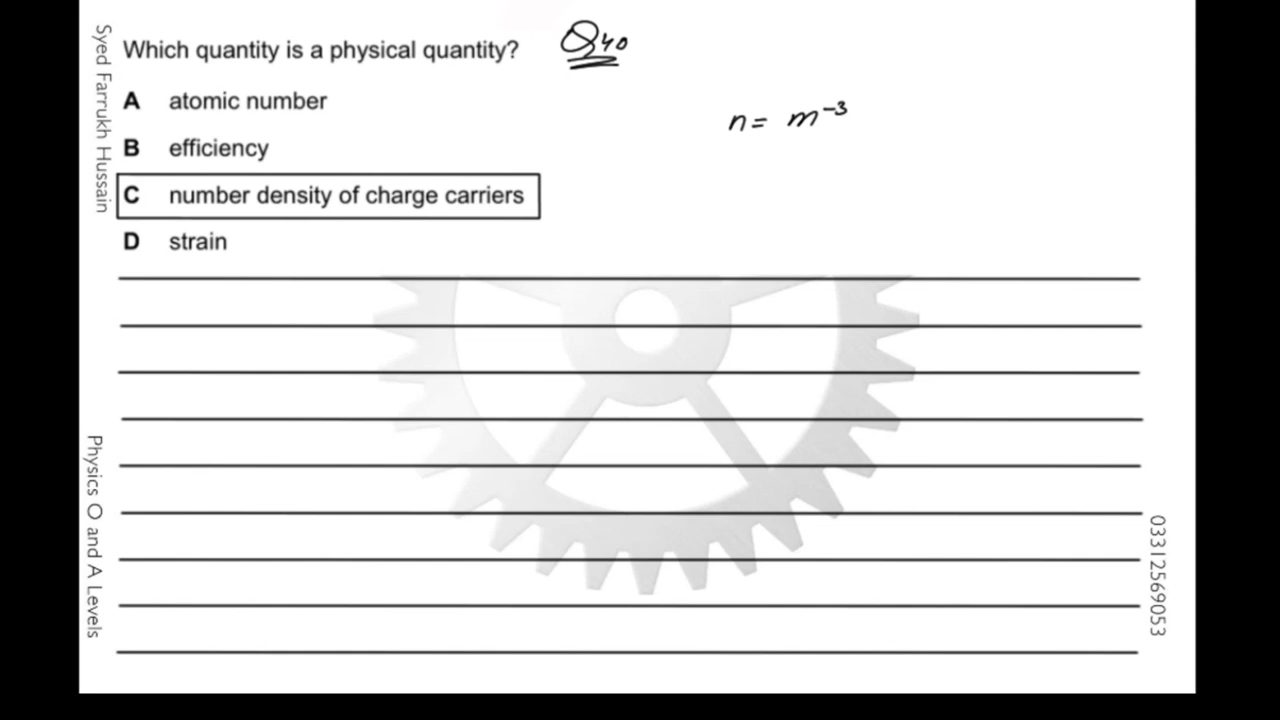 Which quantity is a physical quantity? Q40
A atomic number
n = m⁻³
B efficiency
C number density of charge carriers
D strain
Syed Farrukh Hussain
Physics O and A Levels
03312569053